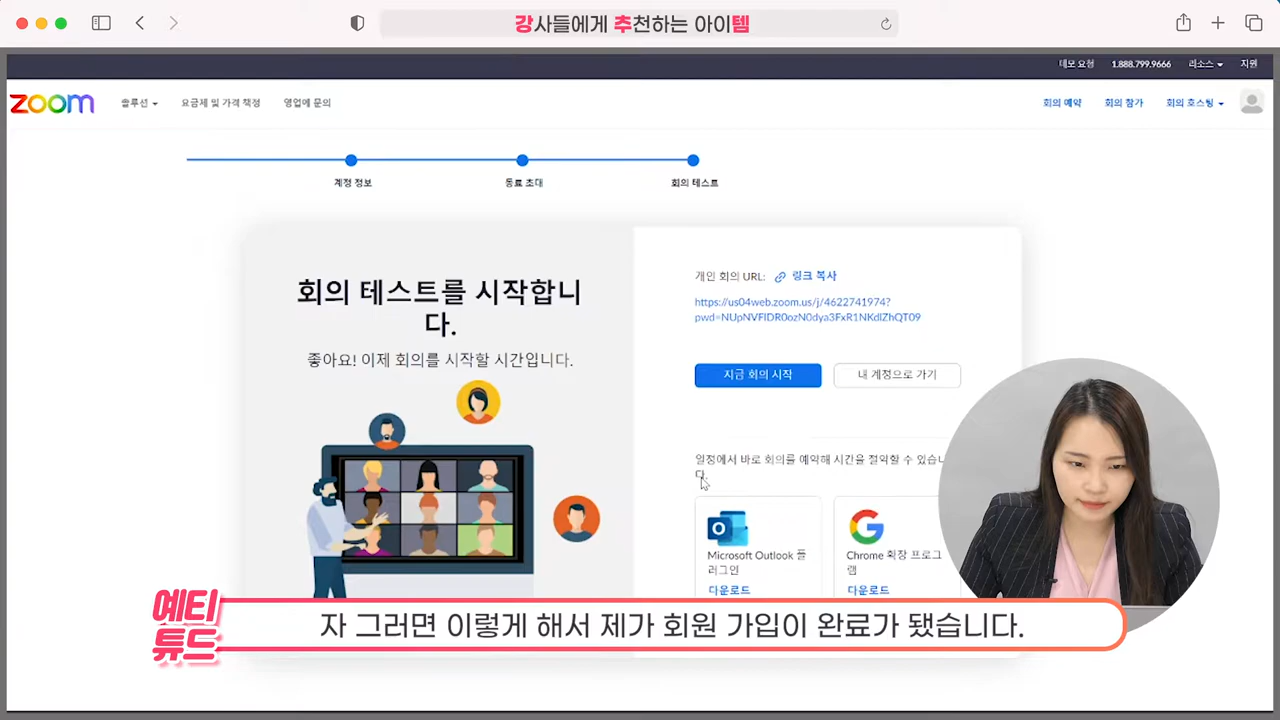 강사들에게 추천하는 아이템
데모 요청 1.888.799.9666 리소스 지원
zoom 솔루션 요금제 및 가격 책정 영업에 문의 회의 예약 회의 참가 회의 호스팅
계정 정보 동료 초대 회의 테스트
회의 테스트를 시작합니
다.
좋아요! 이제 회의를 시작할 시간입니다.
개인 회의 URL: 링크 복사
https://us04web.zoom.us/j/4622741974?
pwd=NUpNVFlDR0ozN0dya3FxR1NKdlZhQT09
지금 회의 시작 내 계정으로 가기
일정에서 바로 회의를 예약해 시간을 절약할 수 있습니
다.
Microsoft Outlook 플
러그인
다운로드
Chrome 확장 프로그
램
다운로드
예티
튜드
자 그러면 이렇게 해서 제가 회원 가입이 완료가 됐습니다.